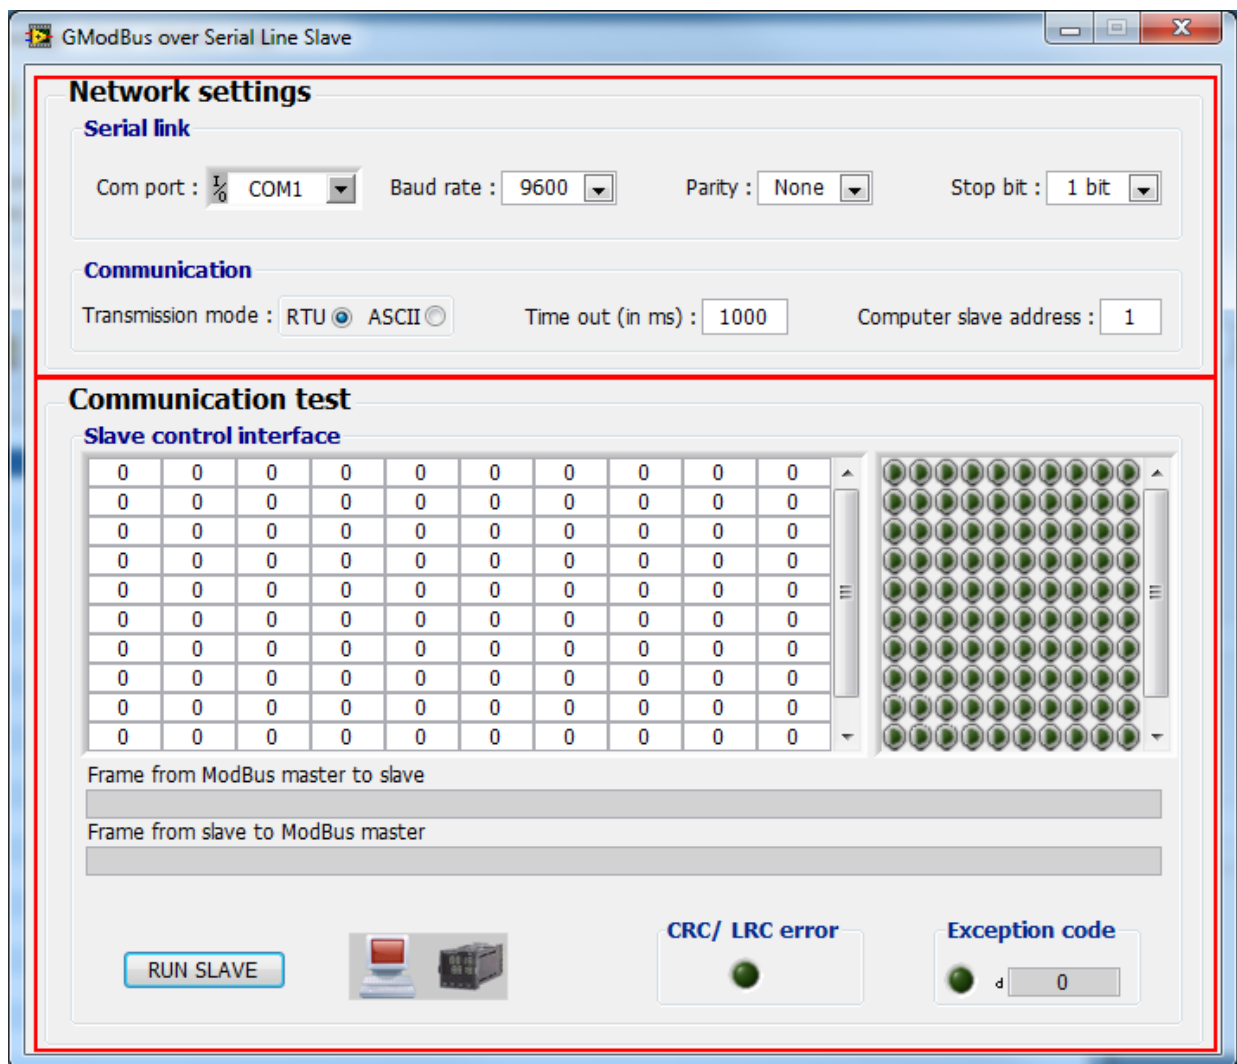 GModBus over Serial Line Slave
Network settings
Serial link
Com port : I/O COM1 Baud rate : 9600 Parity : None Stop bit : 1 bit
Communication
Transmission mode : RTU ASCII Time out (in ms) : 1000 Computer slave address : 1
Communication test
Slave control interface
0 0 0 0 0 0 0 0 0 0
0 0 0 0 0 0 0 0 0 0
0 0 0 0 0 0 0 0 0 0
0 0 0 0 0 0 0 0 0 0
0 0 0 0 0 0 0 0 0 0
0 0 0 0 0 0 0 0 0 0
0 0 0 0 0 0 0 0 0 0
0 0 0 0 0 0 0 0 0 0
0 0 0 0 0 0 0 0 0 0
0 0 0 0 0 0 0 0 0 0
Frame from ModBus master to slave
Frame from slave to ModBus master
CRC/ LRC error Exception code
RUN SLAVE d 0